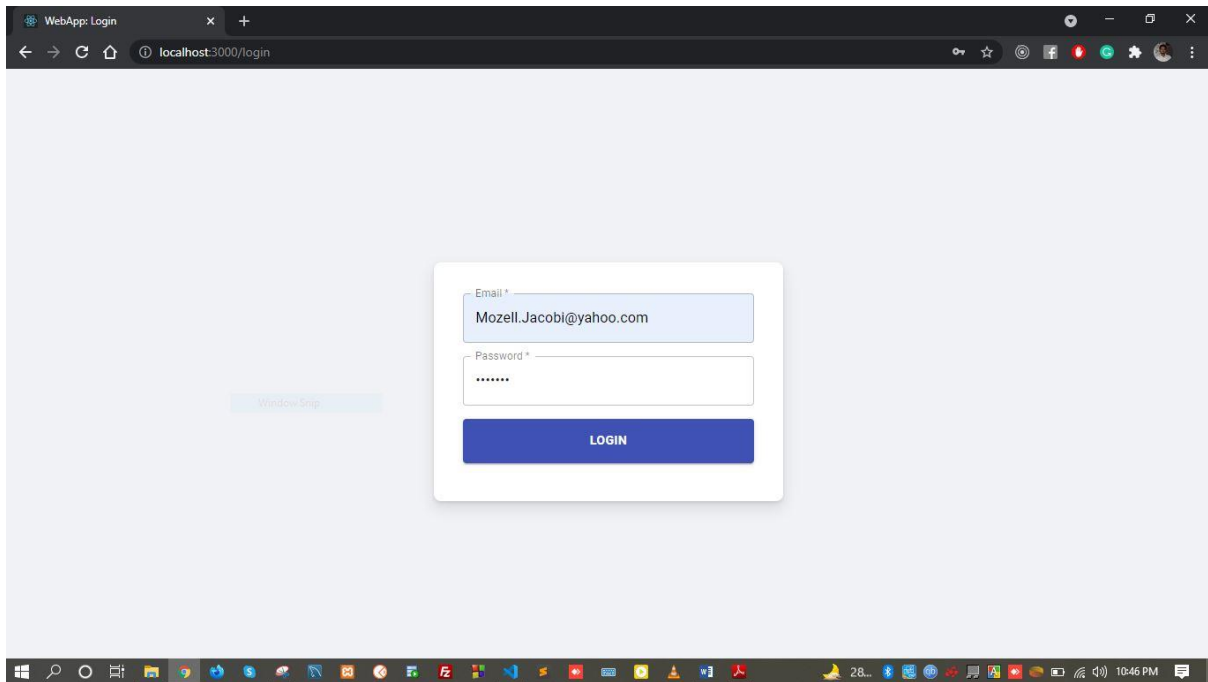 WebApp: Login
localhost:3000/login
Email *
Mozell.Jacobi@yahoo.com
Password *
•••••••
LOGIN
Window Snip
28...
10:46 PM